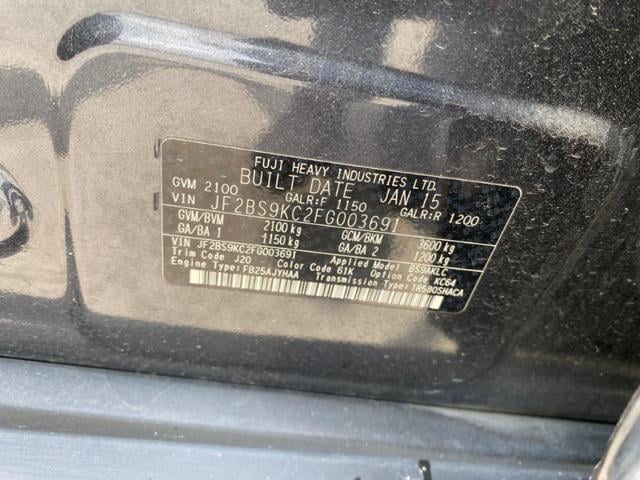 FUJI HEAVY INDUSTRIES LTD.
BUILT DATE JAN 15
GVM 2100 GALR:F 1150 GALR:R 1200
VIN JF2BS9KC2FG003691
GVM/BVM 2100 kg GCM/BKM 3600 kg
GA/BA 1 1150 kg GA/BA 2 1200 kg
VIN JF2BS9KC2FG003691 Applied Model BS9AKLC
Trim Code J20 Color Code 61K Option Code KC64
Engine Type: FB25AJYHAA Transmission Type: TR580SHACA